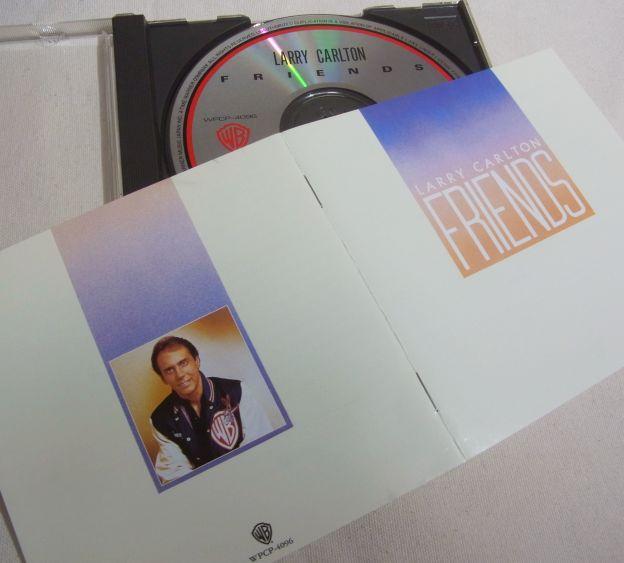 LARRY CARLTON
FRIENDS
WPCP-4096
WB
LARRY CARLTON
FRIENDS
WB
WB
WPCP-4096